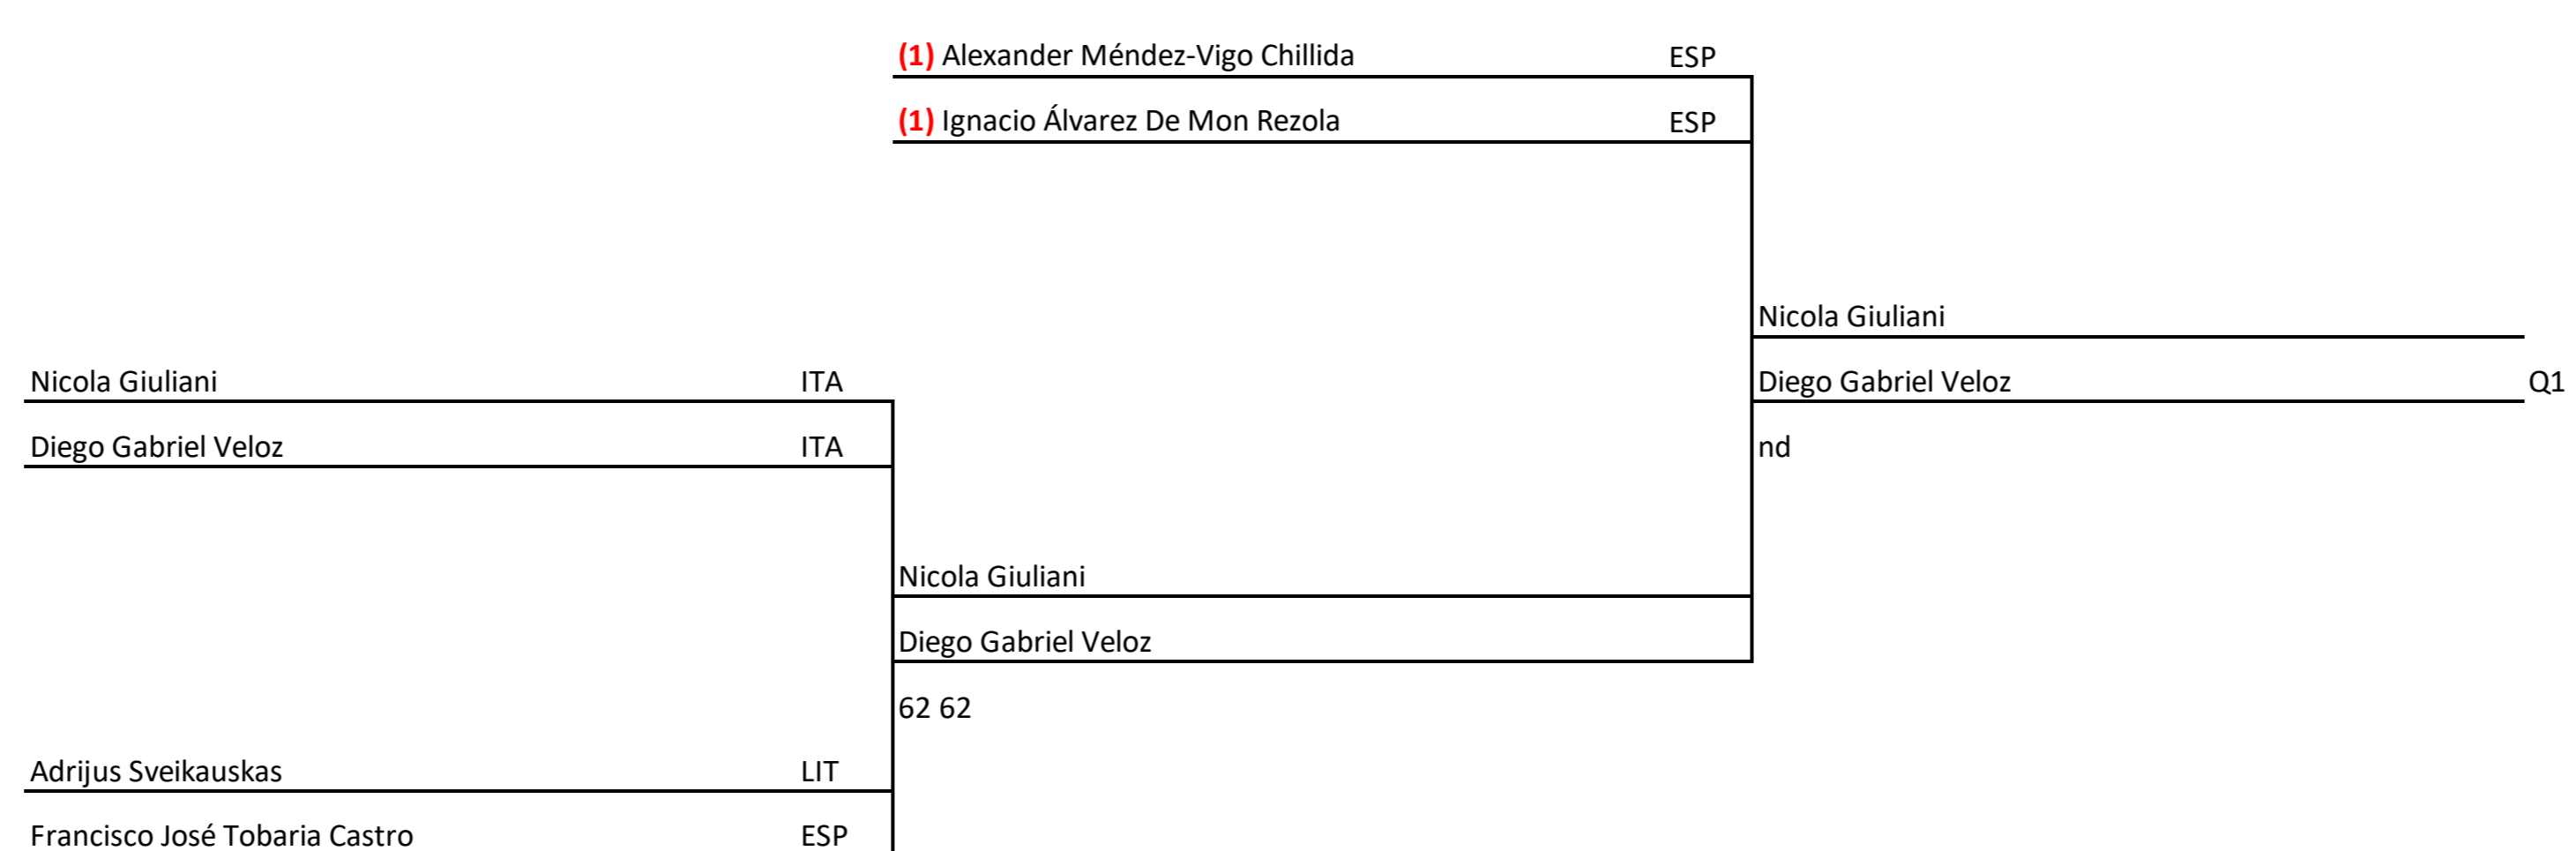 (1) Alexander Méndez-Vigo Chillida ESP
(1) Ignacio Álvarez De Mon Rezola ESP
Nicola Giuliani
Nicola Giuliani ITA
Diego Gabriel Veloz Q1
Diego Gabriel Veloz ITA
nd
Nicola Giuliani
Diego Gabriel Veloz
62 62
Adrijus Sveikauskas LIT
Francisco José Tobaria Castro ESP